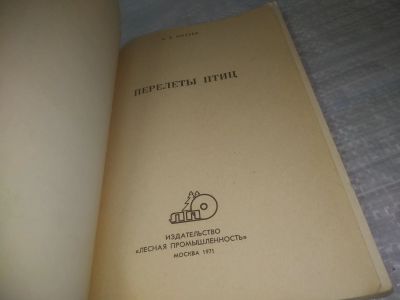 ПЕРЕЛЕТЫ ПТИЦ
ИЗДАТЕЛЬСТВО
«ЛЕСНАЯ ПРОМЫШЛЕННОСТЬ»
МОСКВА 1971